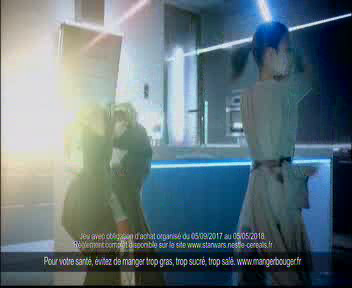 Jeu avec obligation d'achat organisé du 05/09/2017 au 05/05/2018.
Règlement complet disponible sur le site www.starwars.nestle-cereals.fr
Pour votre santé, évitez de manger trop gras, trop sucré, trop salé. www.mangerbouger.fr